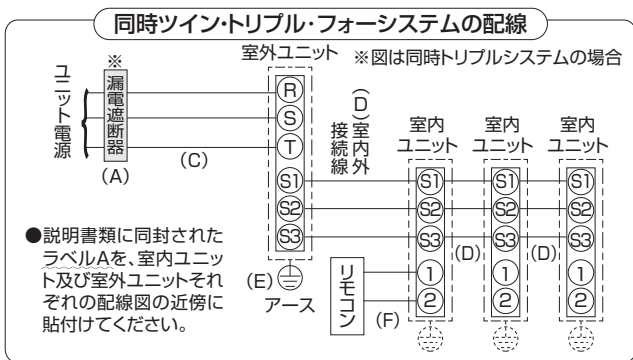 同時ツイン・トリプル・フォーシステムの配線
室外ユニット ※図は同時トリプルシステムの場合
ユニット電源
※
漏電遮断器
(A)
(C)
R
S
T
S1
S2
S3
(E)
アース
(D)室内外
接続線
室内
ユニット
S1
S2
S3
1
2
(D)
室内
ユニット
S1
S2
S3
1
2
(D)
室内
ユニット
S1
S2
S3
1
2
リモコン
(F)
●説明書類に同封された
ラベルAを、室内ユニッ
ト及び室外ユニットそれ
ぞれの配線図の近傍に
貼付けてください。